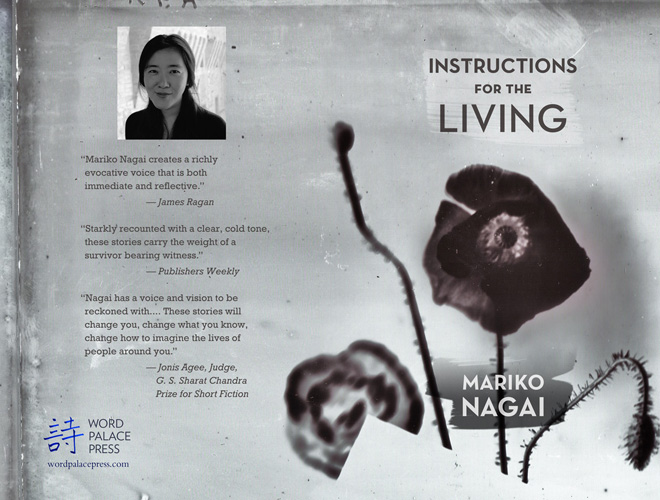 "Mariko Nagai creates a richly
evocative voice that is both
immediate and reflective."
— James Ragan
"Starkly recounted with a clear, cold tone,
these stories carry the weight of a
survivor bearing witness."
— Publishers Weekly
"Nagai has a voice and vision to be
reckoned with.... These stories will
change you, change what you know,
change how to imagine the lives of
people around you."
— Jonis Agee, Judge,
G. S. Sharat Chandra
Prize for Short Fiction
詩
WORD
PALACE
PRESS
wordpalacepress.com
INSTRUCTIONS
FOR THE
LIVING
MARIKO
NAGAI